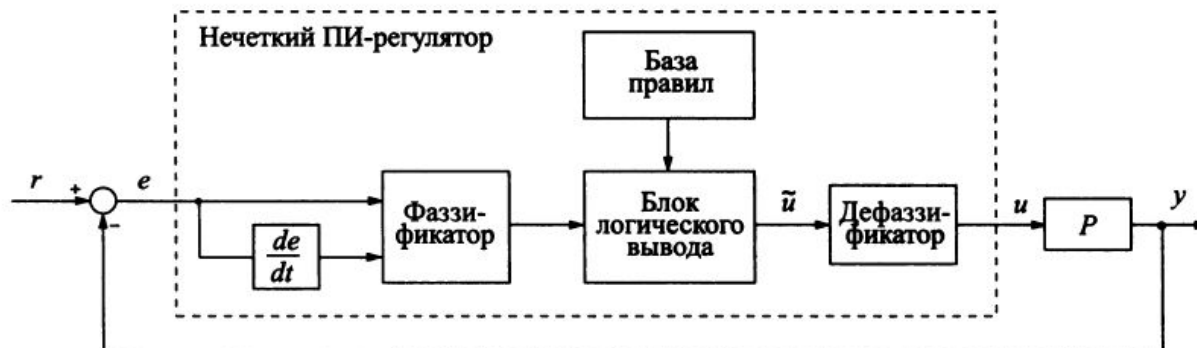 Нечеткий ПИ-регулятор
База
правил
r
+
−
e
de
dt
Фаззи-
фикатор
Блок
логического
вывода
ũ
Дефаззи-
фикатор
u
P
y